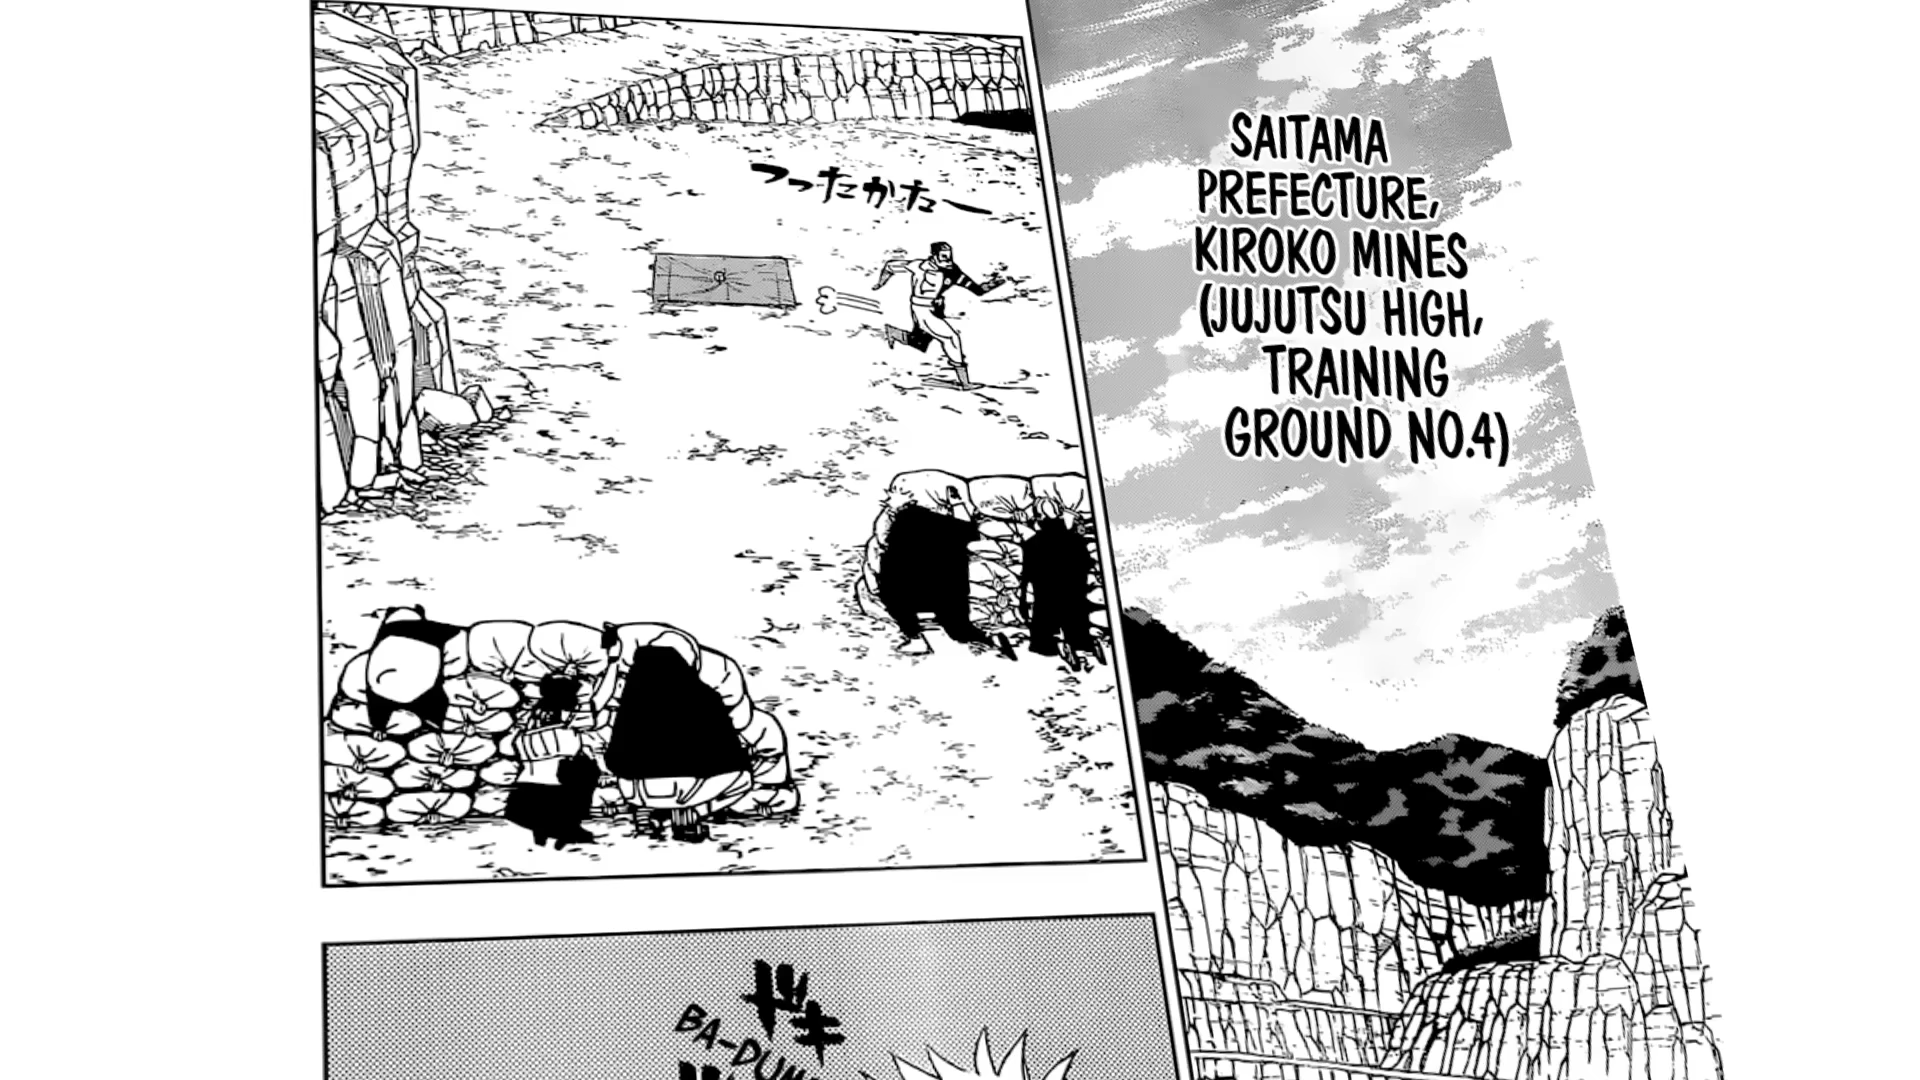 SAITAMA
PREFECTURE,
KIROKO MINES
(JUJUTSU HIGH,
TRAINING
GROUND NO.4)
つったかたー
ドキ
BA-DUM